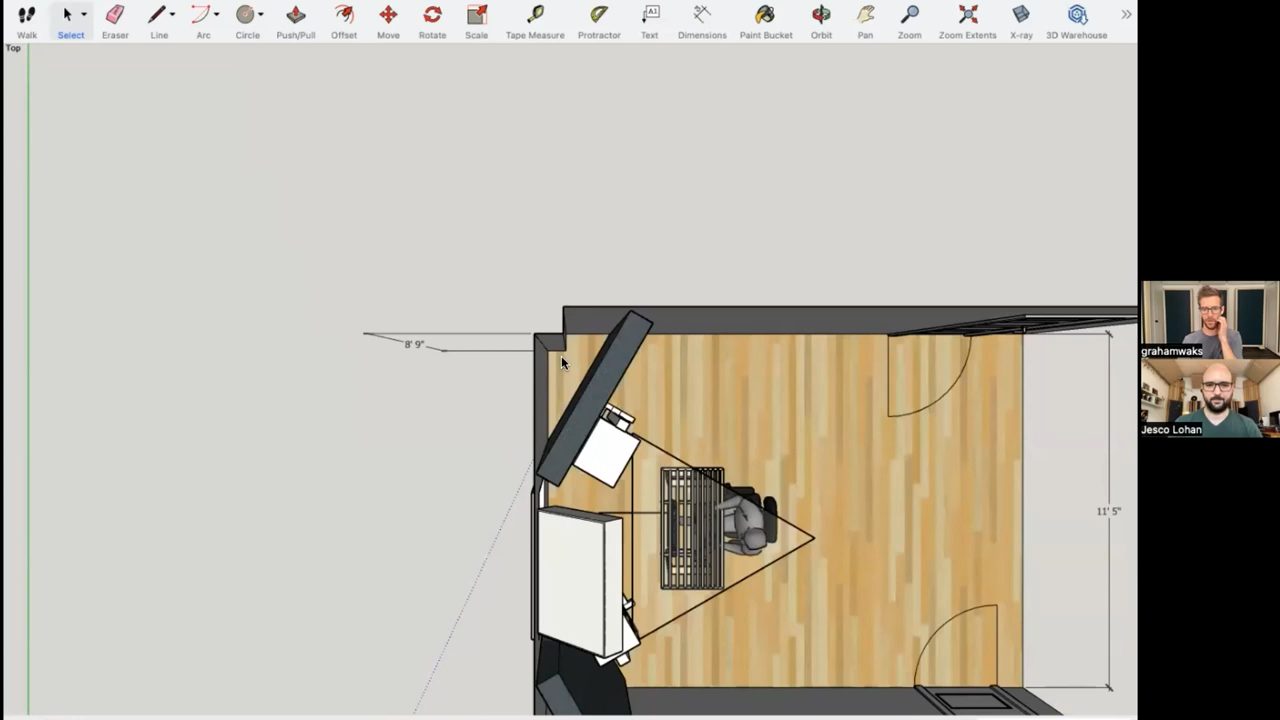 Walk
Select
Eraser
Line
Arc
Circle
Push/Pull
Offset
Move
Rotate
Scale
Tape Measure
Protractor
Text
Dimensions
Paint Bucket
Orbit
Pan
Zoom
Zoom Extents
X-ray
3D Warehouse
A1
Top
8' 9"
11' 5"
grahamwaks
Jesco Lohan